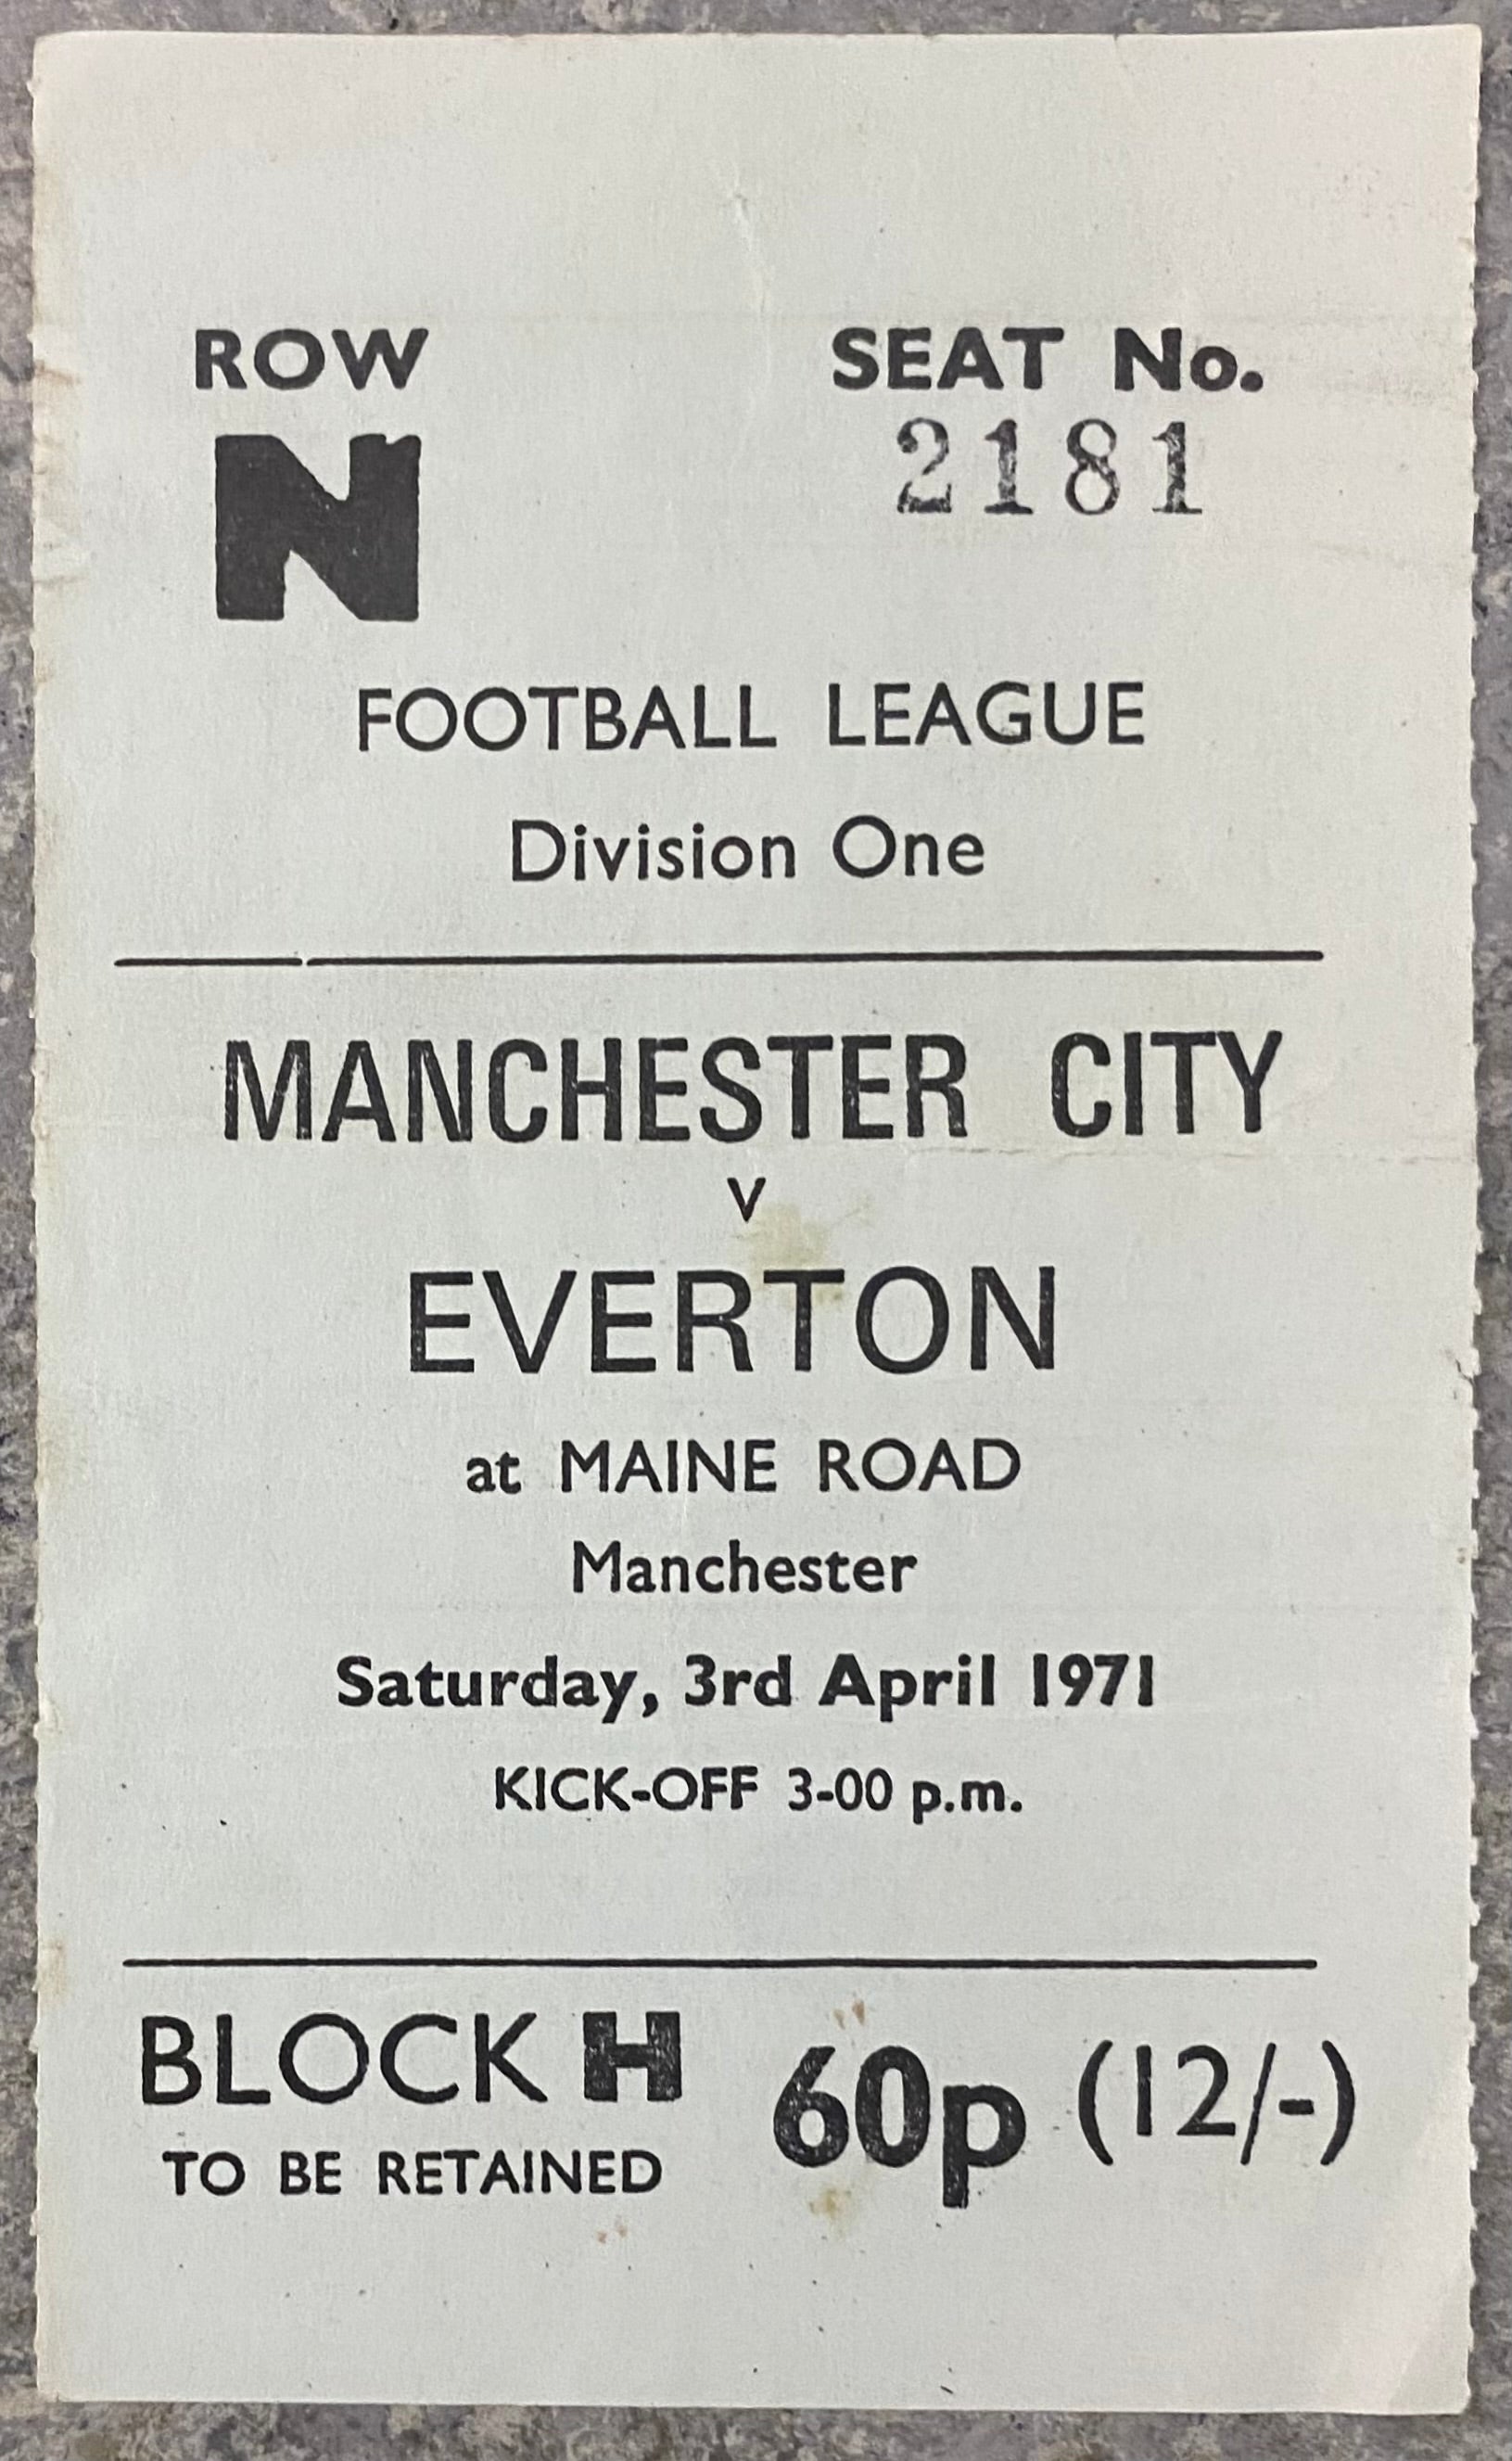 ROW SEAT No.
N 2181
FOOTBALL LEAGUE
Division One
MANCHESTER CITY
v
EVERTON
at MAINE ROAD
Manchester
Saturday, 3rd April 1971
KICK-OFF 3-00 p.m.
BLOCK H 60p (12/-)
TO BE RETAINED